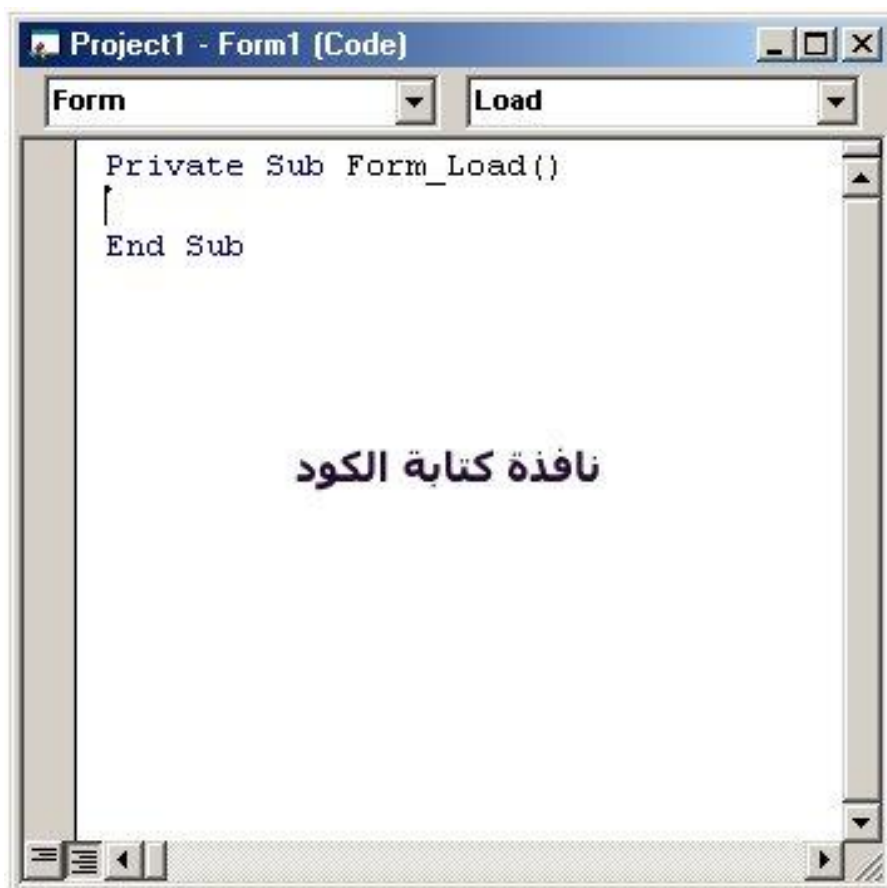 Project1 - Form1 (Code)
Form Load
Private Sub Form_Load()
End Sub
نافذة كتابة الكود